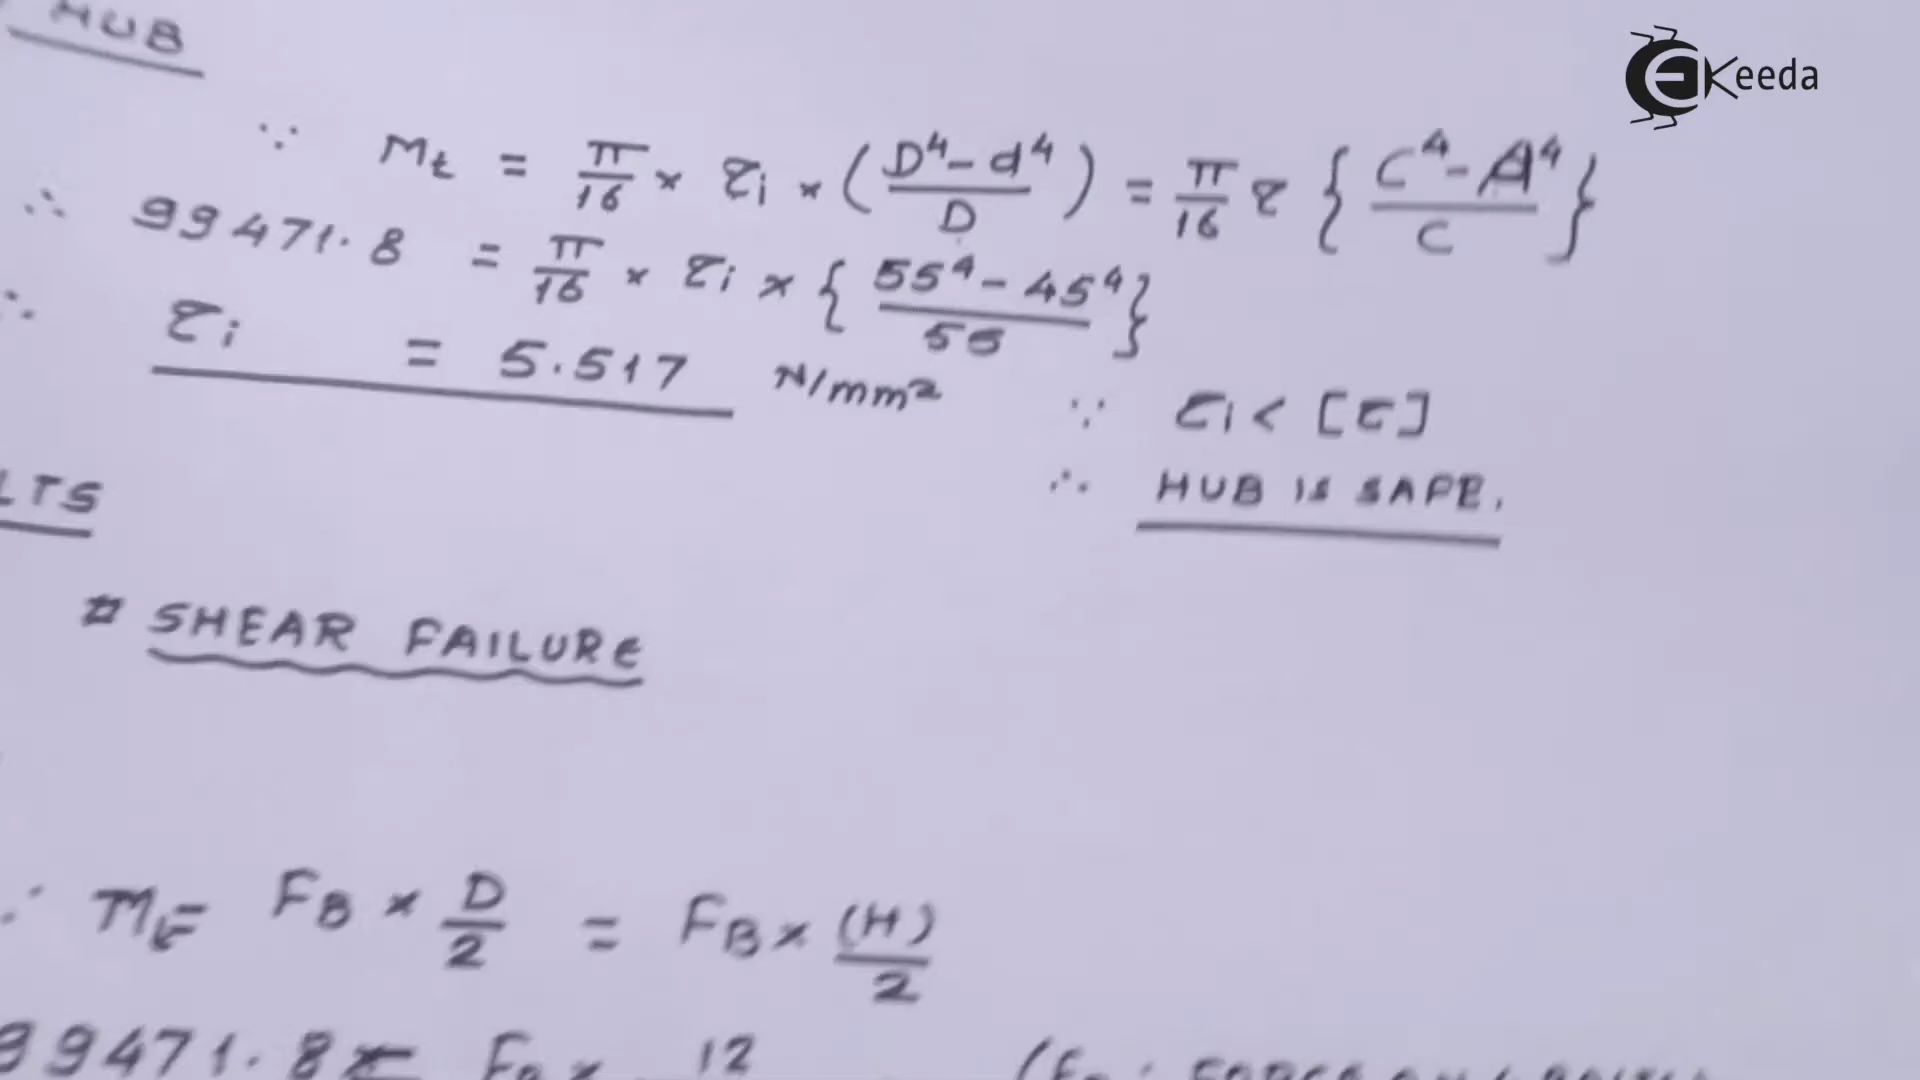 HUB
Keeda
∵ Mt = π/16 × τi × (D⁴-d⁴/D) = π/16 τ {C⁴-A⁴/C}
∴ 99471.8 = π/16 × τi × {55⁴-45⁴/55}
∴ τi = 5.517 N/mm²
∵ τi < [τ]
LTS
∴ HUB IS SAFE.
# SHEAR FAILURE
∴ Mt = FB × D/2 = FB × (H)/2
99471.8 = FB × 12